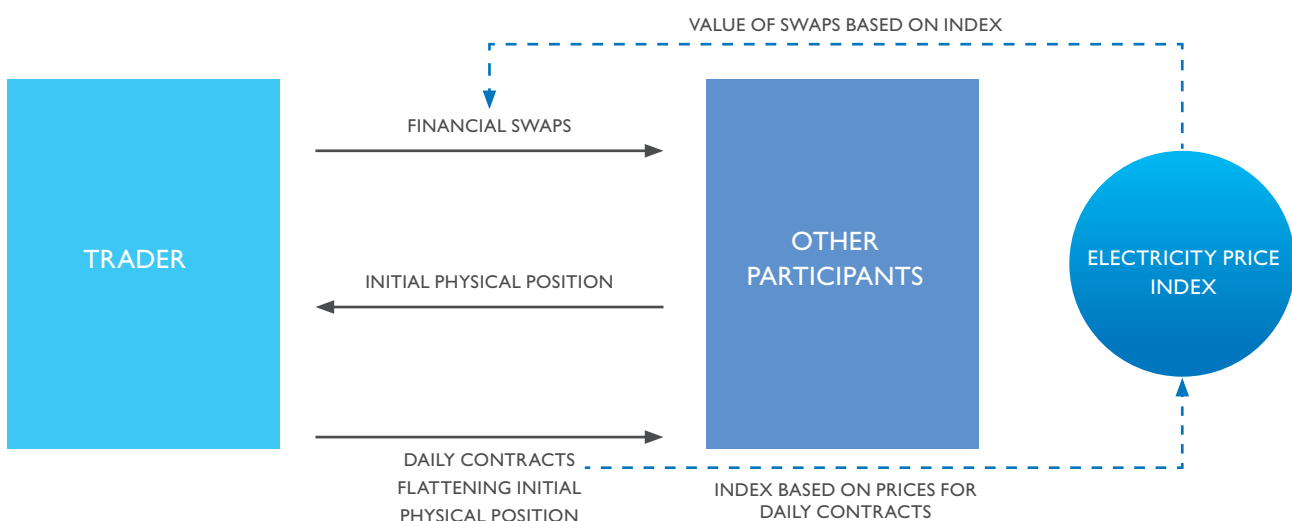 VALUE OF SWAPS BASED ON INDEX
FINANCIAL SWAPS
TRADER
OTHER
PARTICIPANTS
ELECTRICITY PRICE
INDEX
INITIAL PHYSICAL POSITION
DAILY CONTRACTS
FLATTENING INITIAL
PHYSICAL POSITION
INDEX BASED ON PRICES FOR
DAILY CONTRACTS